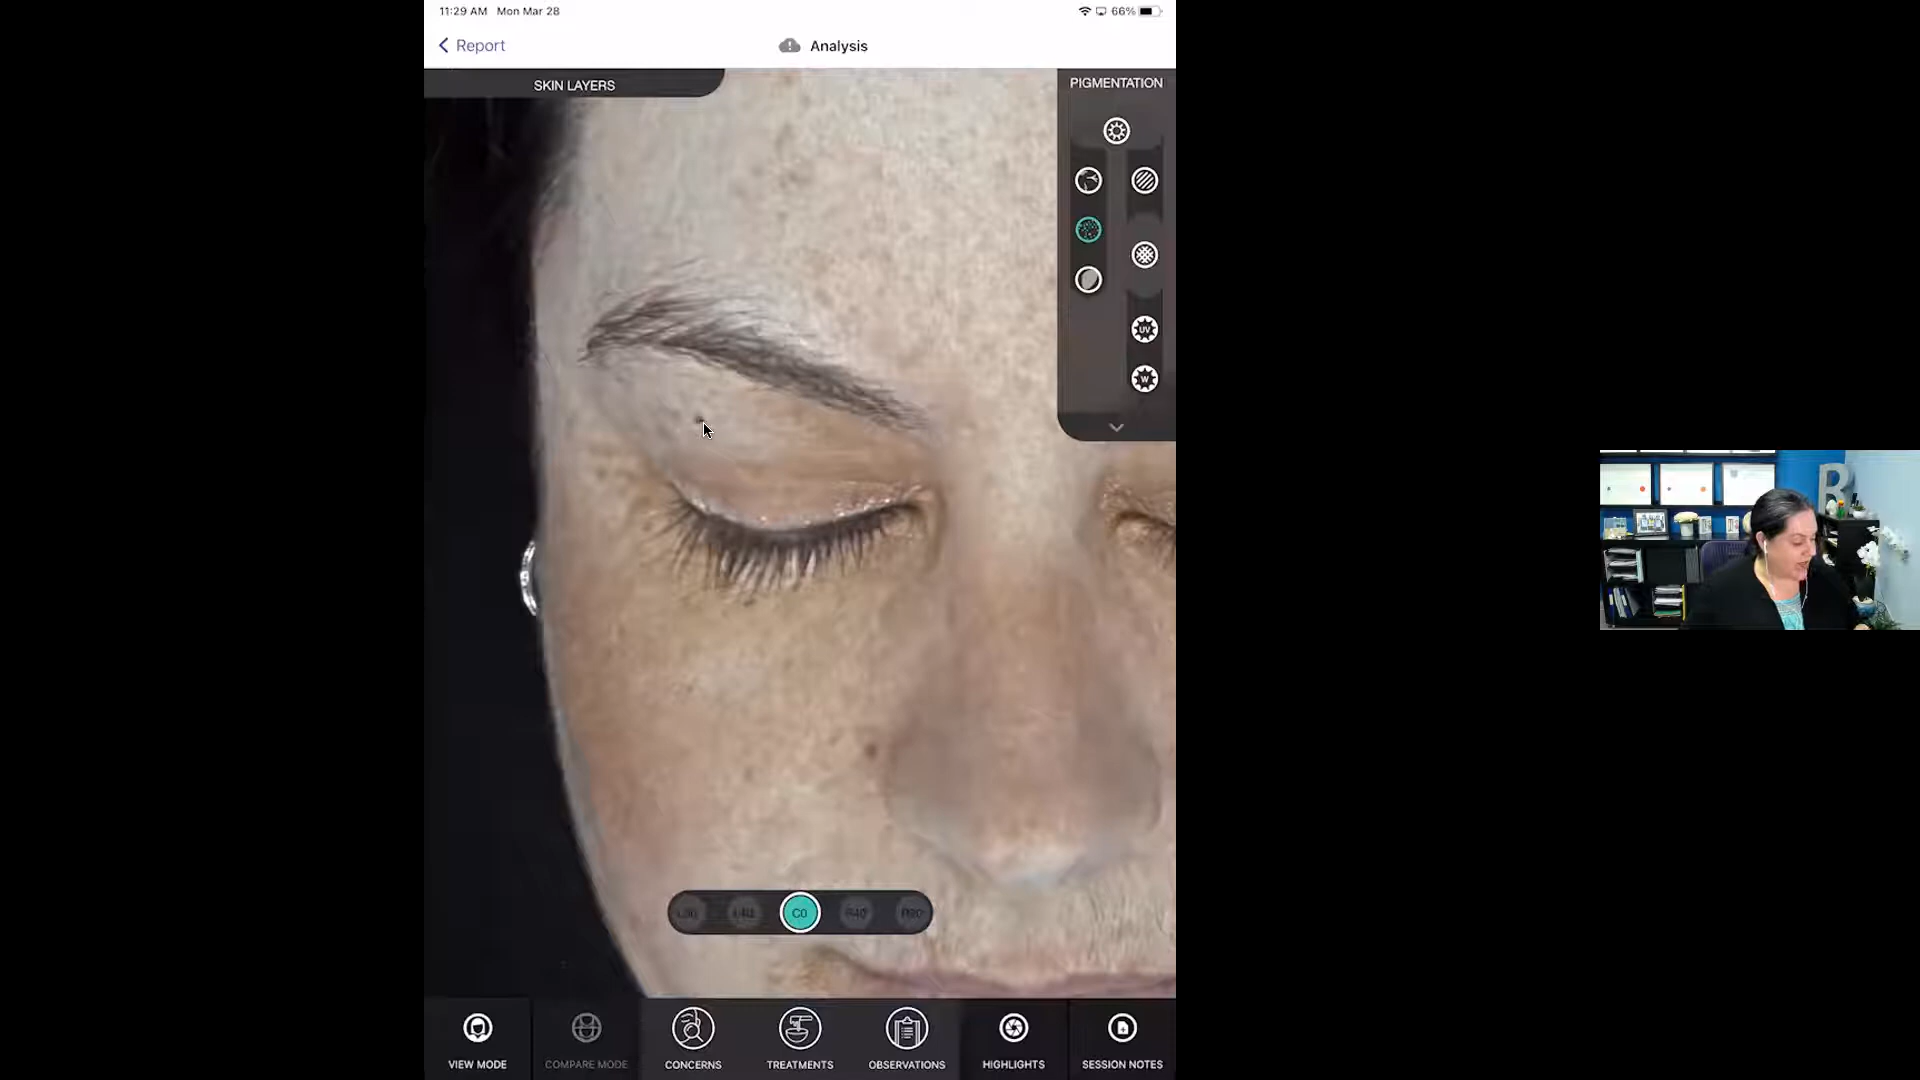 11:29 AM Mon Mar 28
66%
Report
Analysis
SKIN LAYERS
PIGMENTATION
UV
W
C0
R
VIEW MODE
COMPARE MODE
CONCERNS
TREATMENTS
OBSERVATIONS
HIGHLIGHTS
SESSION NOTES